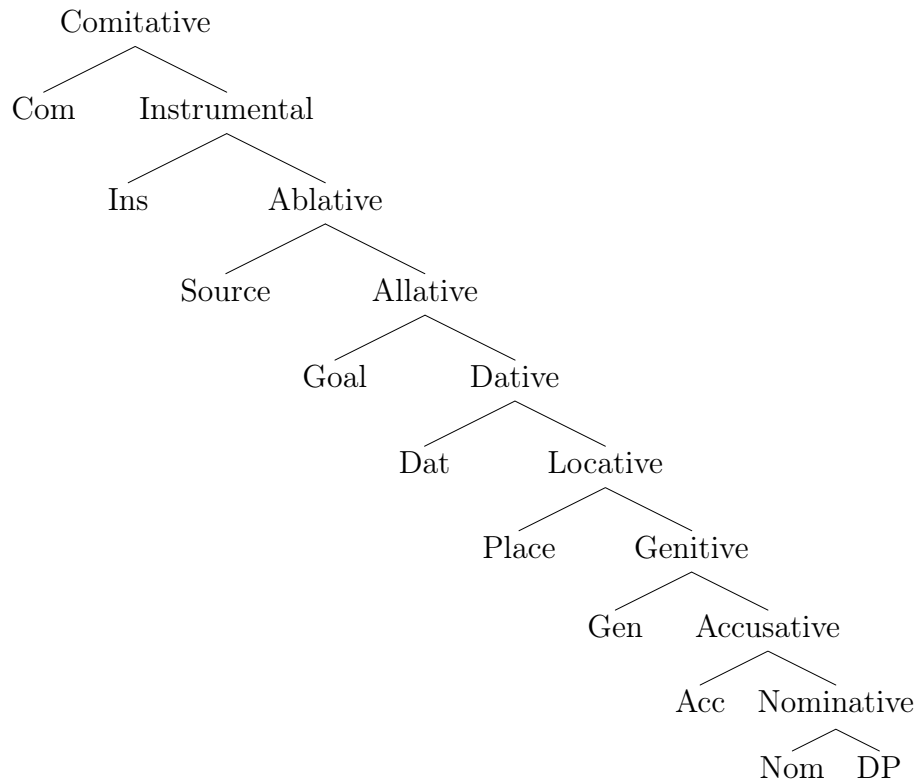 Comitative
Com Instrumental
Ins Ablative
Source Allative
Goal Dative
Dat Locative
Place Genitive
Gen Accusative
Acc Nominative
Nom DP